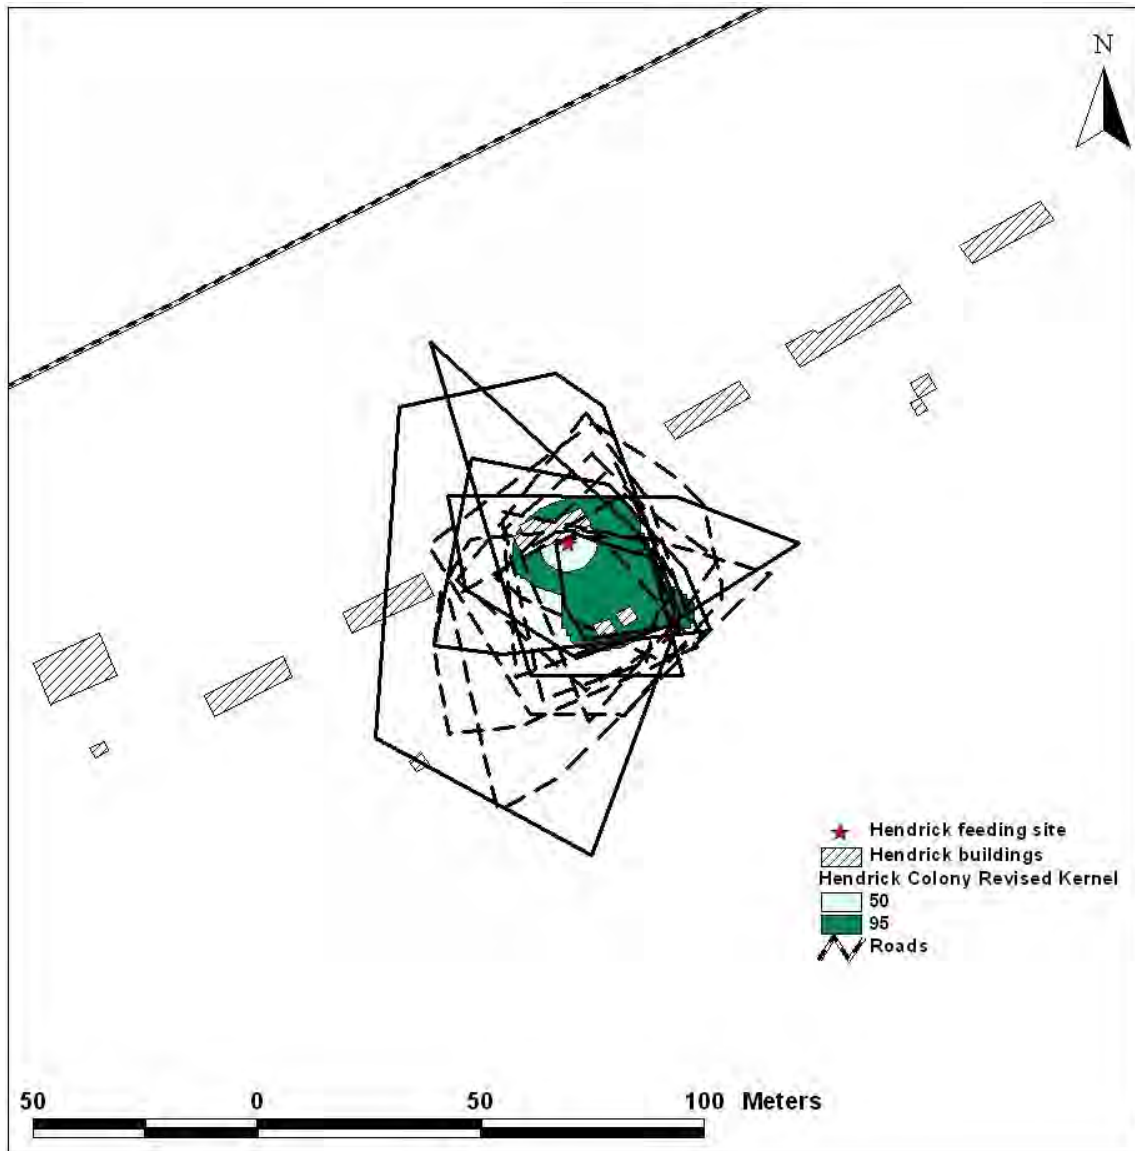 N
Hendrick feeding site
Hendrick buildings
Hendrick Colony Revised Kernel
50
95
Roads
50 0 50 100 Meters